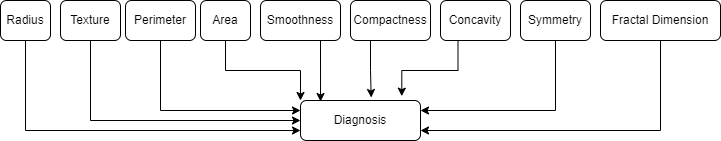 Radius Texture Perimeter Area Smoothness Compactness Concavity Symmetry Fractal Dimension
Diagnosis